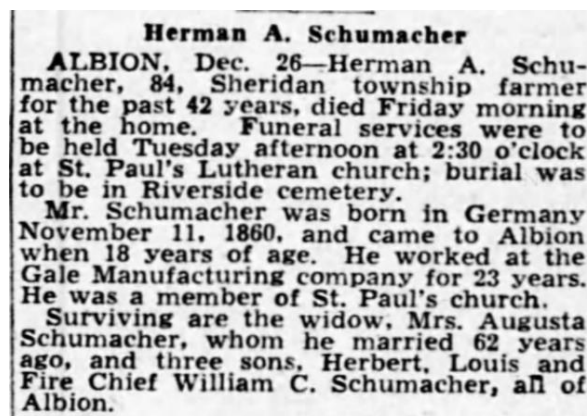 Herman A. Schumacher
ALBION, Dec. 26—Herman A. Schu-
macher, 84, Sheridan township farmer
for the past 42 years, died Friday morning
at the home. Funeral services were to
be held Tuesday afternoon at 2:30 o'clock
at St. Paul's Lutheran church; burial was
to be in Riverside cemetery.
Mr. Schumacher was born in Germany
November 11, 1860, and came to Albion
when 18 years of age. He worked at the
Gale Manufacturing company for 23 years.
He was a member of St. Paul's church.
Surviving are the widow, Mrs. Augusta
Schumacher, whom he married 62 years
ago, and three sons, Herbert, Louis and
Fire Chief William C. Schumacher, all of
Albion.